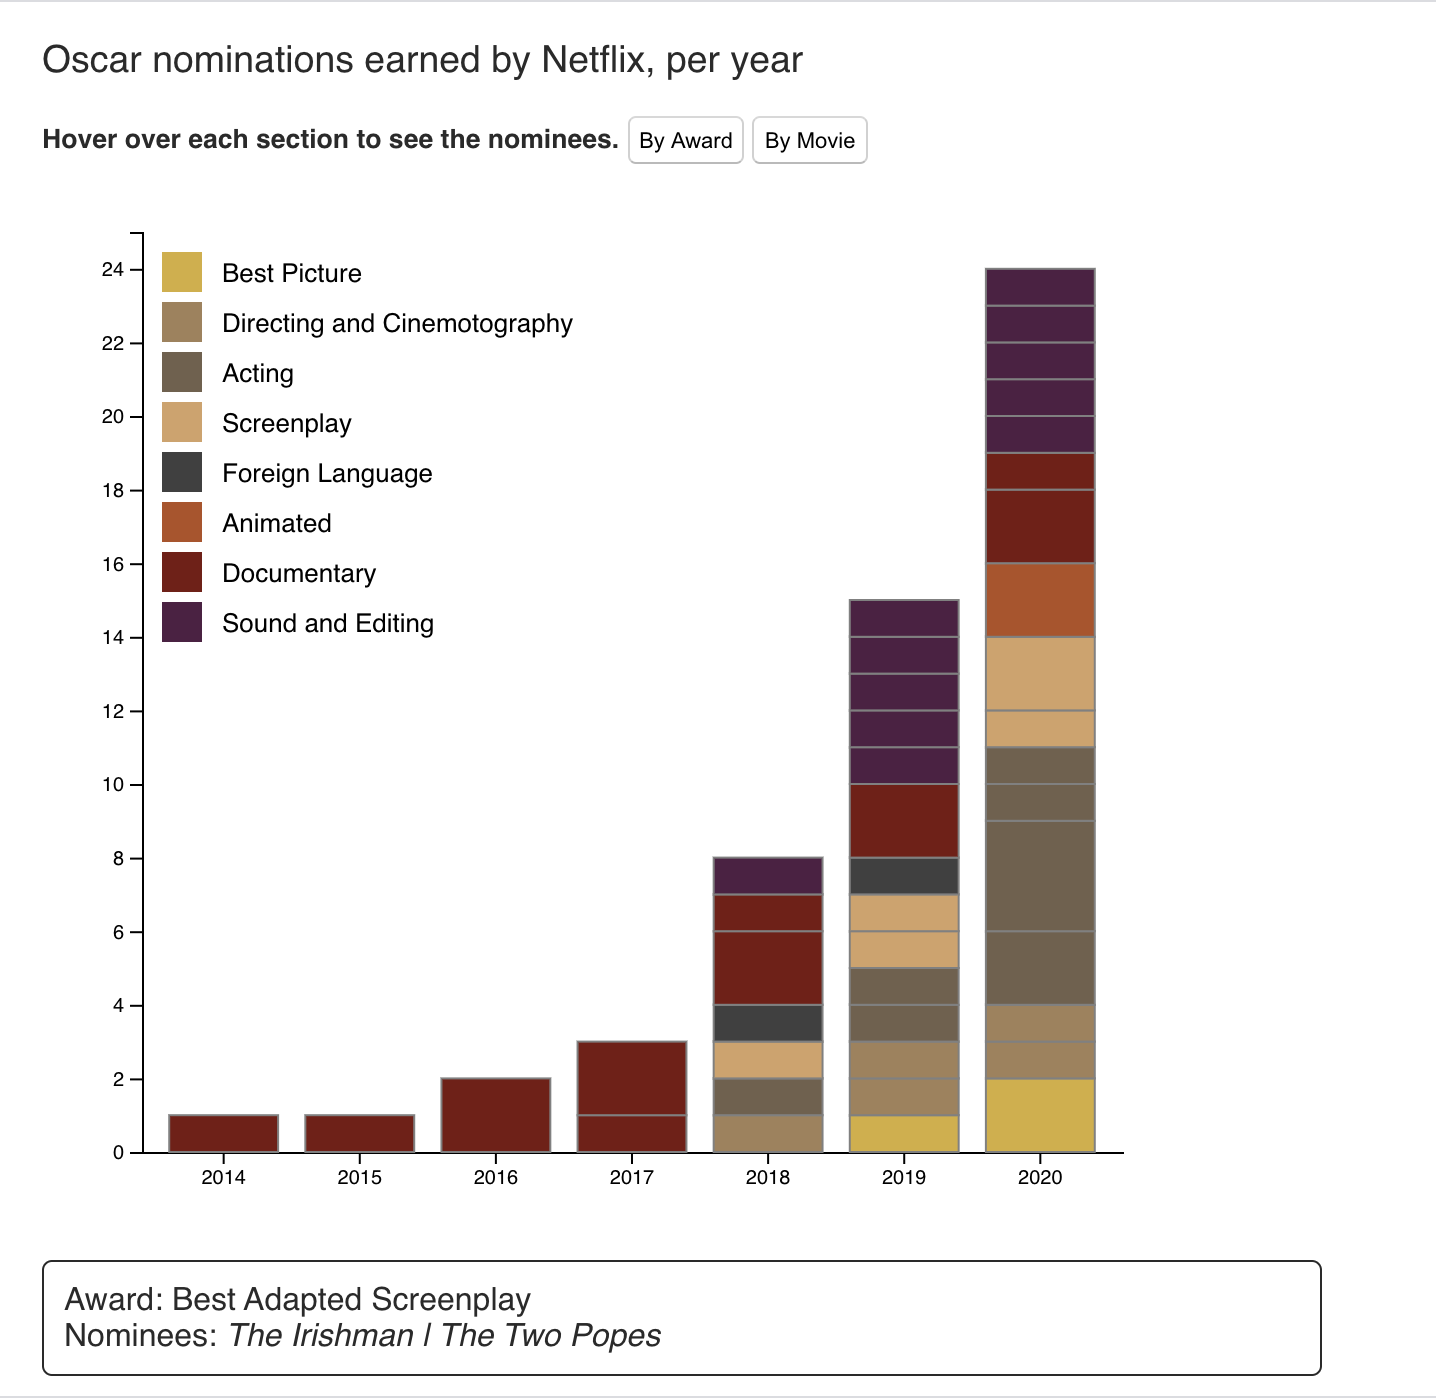 Oscar nominations earned by Netflix, per year
Hover over each section to see the nominees. By Award By Movie
24
22
20
18
16
14
12
10
8
6
4
2
0
Best Picture
Directing and Cinemotography
Acting
Screenplay
Foreign Language
Animated
Documentary
Sound and Editing
2014 2015 2016 2017 2018 2019 2020
Award: Best Adapted Screenplay
Nominees: The Irishman | The Two Popes